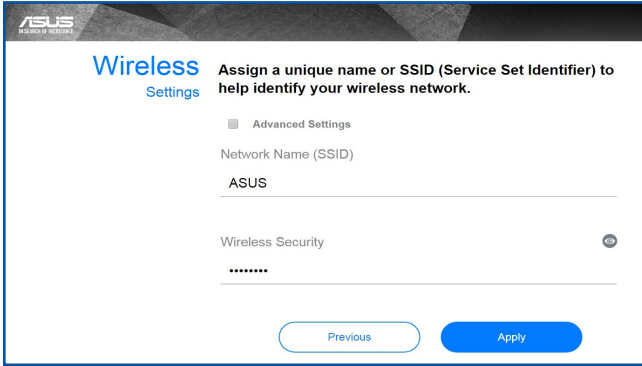 ASUS
IN SEARCH OF INCREDIBLE
Wireless
Settings
Assign a unique name or SSID (Service Set Identifier) to
help identify your wireless network.
Advanced Settings
Network Name (SSID)
ASUS
Wireless Security
••••••••
Previous
Apply